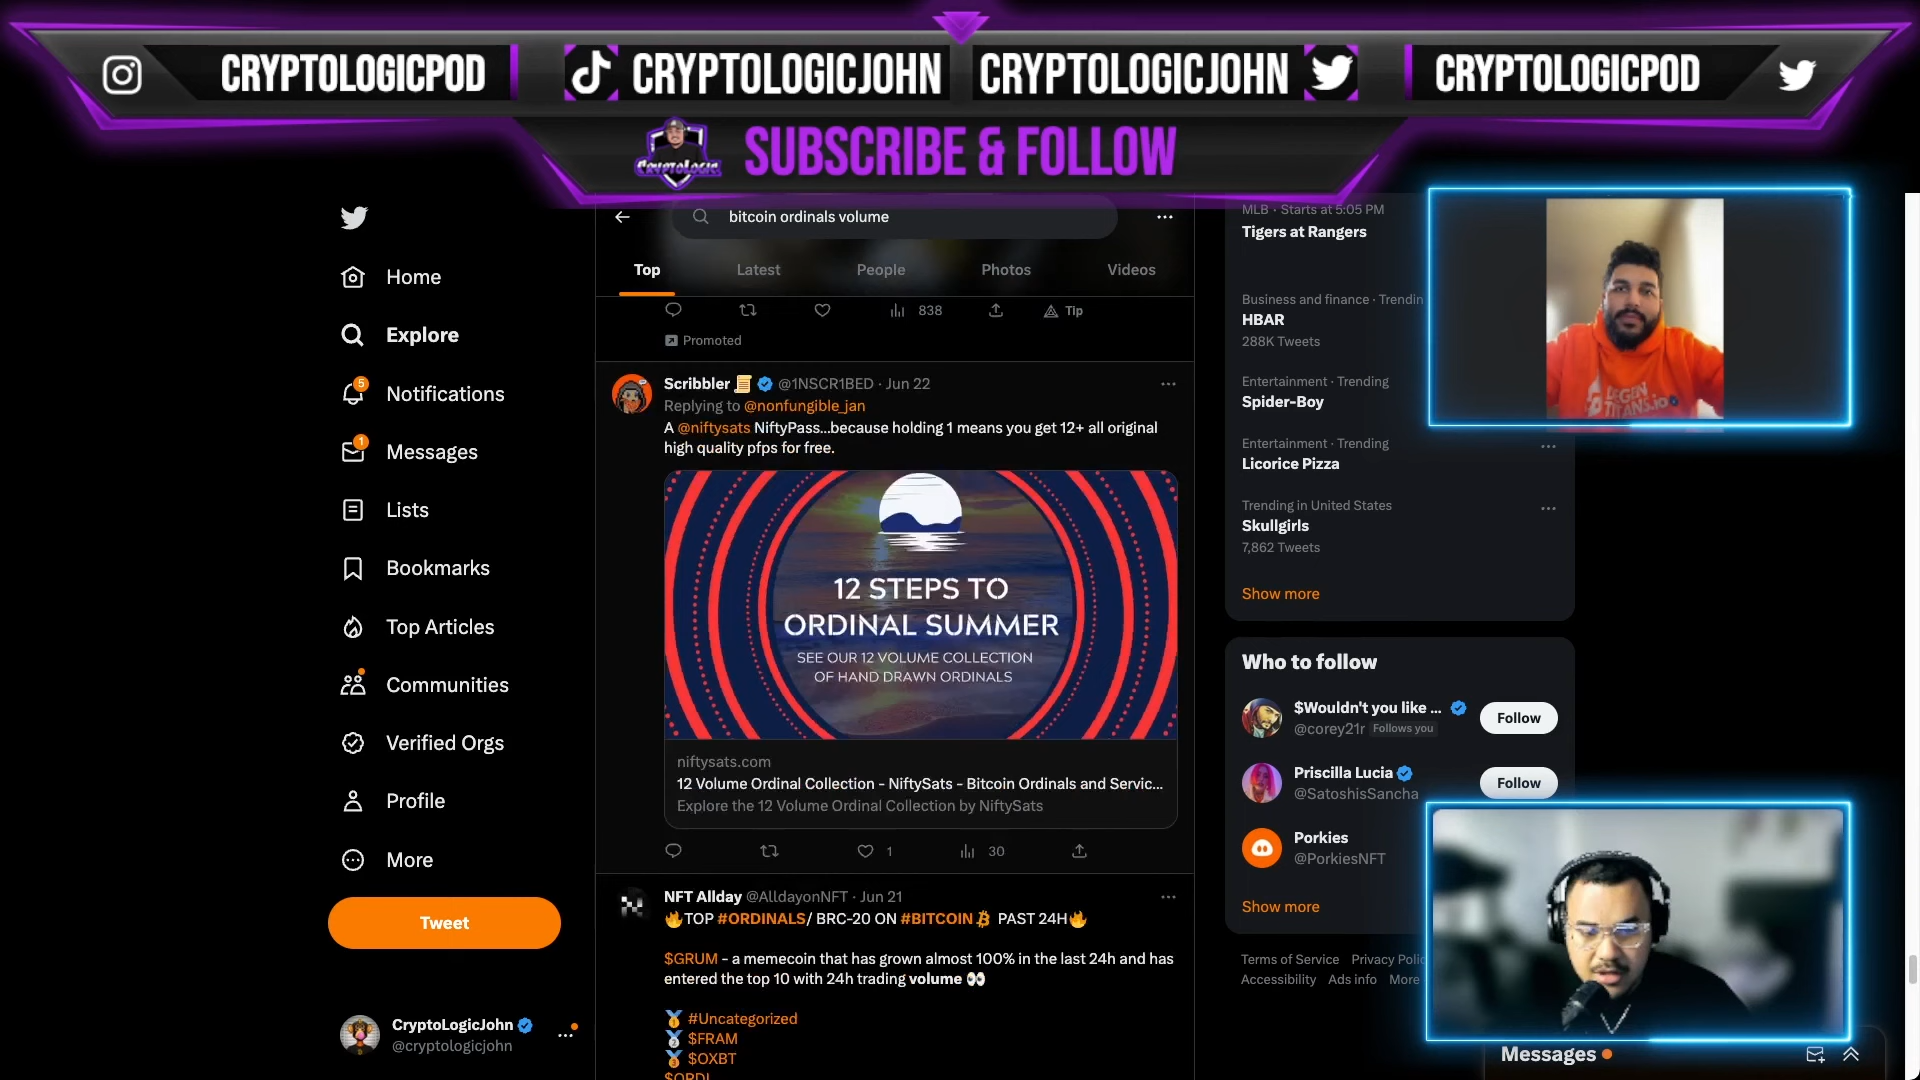 CRYPTOLOGICPOD
CRYPTOLOGICJOHN
CRYPTOLOGICJOHN
CRYPTOLOGICPOD
CRYPTOLOGIC
SUBSCRIBE & FOLLOW
Home
Explore
5
Notifications
1
Messages
Lists
Bookmarks
Top Articles
Communities
Verified Orgs
Profile
More
Tweet
CryptoLogicJohn
@cryptologicjohn
bitcoin ordinals volume
Top
Latest
People
Photos
Videos
838
Tip
Promoted
Scribbler 📜 @1NSCR1BED · Jun 22
Replying to @nonfungible_jan
A @niftysats NiftyPass...because holding 1 means you get 12+ all original
high quality pfps for free.
12 STEPS TO
ORDINAL SUMMER
SEE OUR 12 VOLUME COLLECTION
OF HAND DRAWN ORDINALS
niftysats.com
12 Volume Ordinal Collection - NiftySats - Bitcoin Ordinals and Servic...
Explore the 12 Volume Ordinal Collection by NiftySats
1
30
NFT Allday @AlldayonNFT · Jun 21
🔥TOP #ORDINALS/ BRC-20 ON #BITCOIN PAST 24H🔥
$GRUM - a memecoin that has grown almost 100% in the last 24h and has
entered the top 10 with 24h trading volume 👀
🥇 #Uncategorized
🥈 $FRAM
🥉 $OXBT
$ORDI
MLB · Starts at 5:05 PM
Tigers at Rangers
Business and finance · Trendin
HBAR
288K Tweets
Entertainment · Trending
Spider-Boy
Entertainment · Trending
Licorice Pizza
Trending in United States
Skullgirls
7,862 Tweets
Show more
Who to follow
$Wouldn't you like ...
@corey21r Follows you
Follow
Priscilla Lucia
@SatoshisSancha
Follow
Porkies
@PorkiesNFT
Show more
Terms of Service Privacy Polic
Accessibility Ads info More
Messages